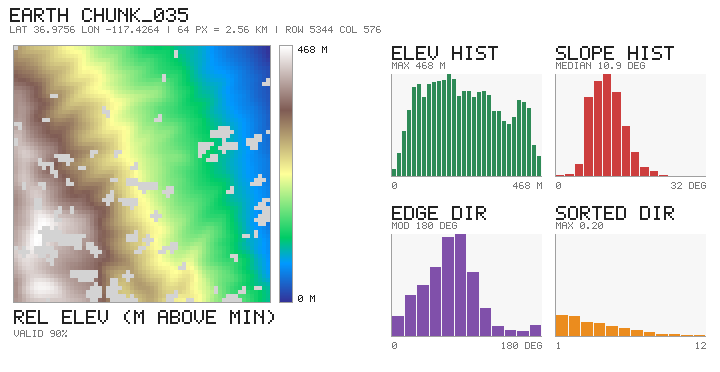 EARTH CHUNK_035
LAT 36.9756 LON -117.4264 | 64 PX = 2.56 KM | ROW 5344 COL 576
468 M
0 M
REL ELEV (M ABOVE MIN)
VALID 90%
ELEV HIST
MAX 468 M
0 468 M
SLOPE HIST
MEDIAN 10.9 DEG
0 32 DEG
EDGE DIR
MOD 180 DEG
0 180 DEG
SORTED DIR
MAX 0.20
1 12